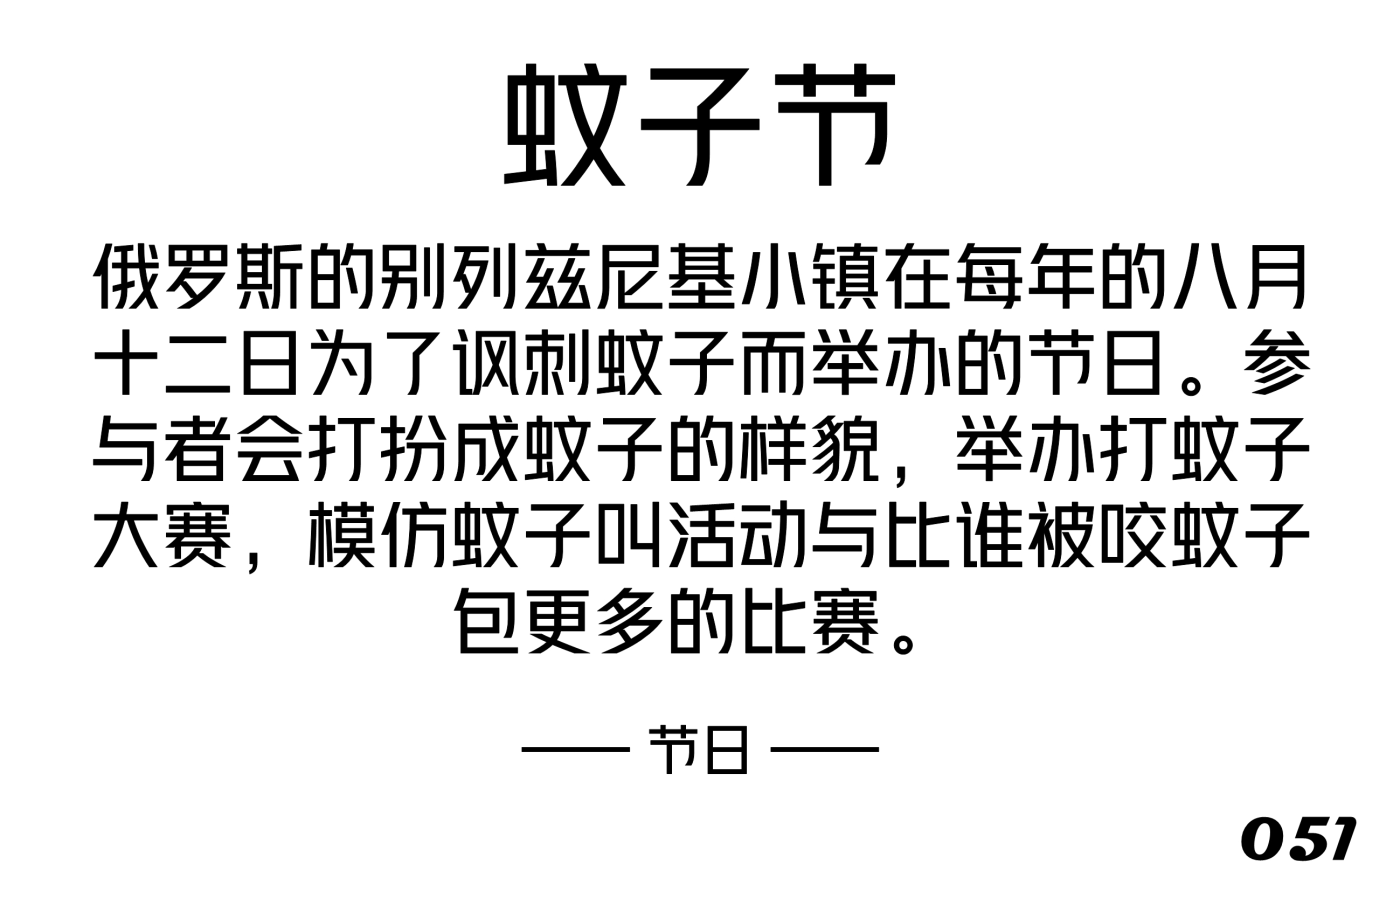 蚊子节
俄罗斯的别列兹尼基小镇在每年的八月
十二日为了讽刺蚊子而举办的节日。参
与者会打扮成蚊子的样貌，举办打蚊子
大赛，模仿蚊子叫活动与比谁被咬蚊子
包更多的比赛。
节日
051